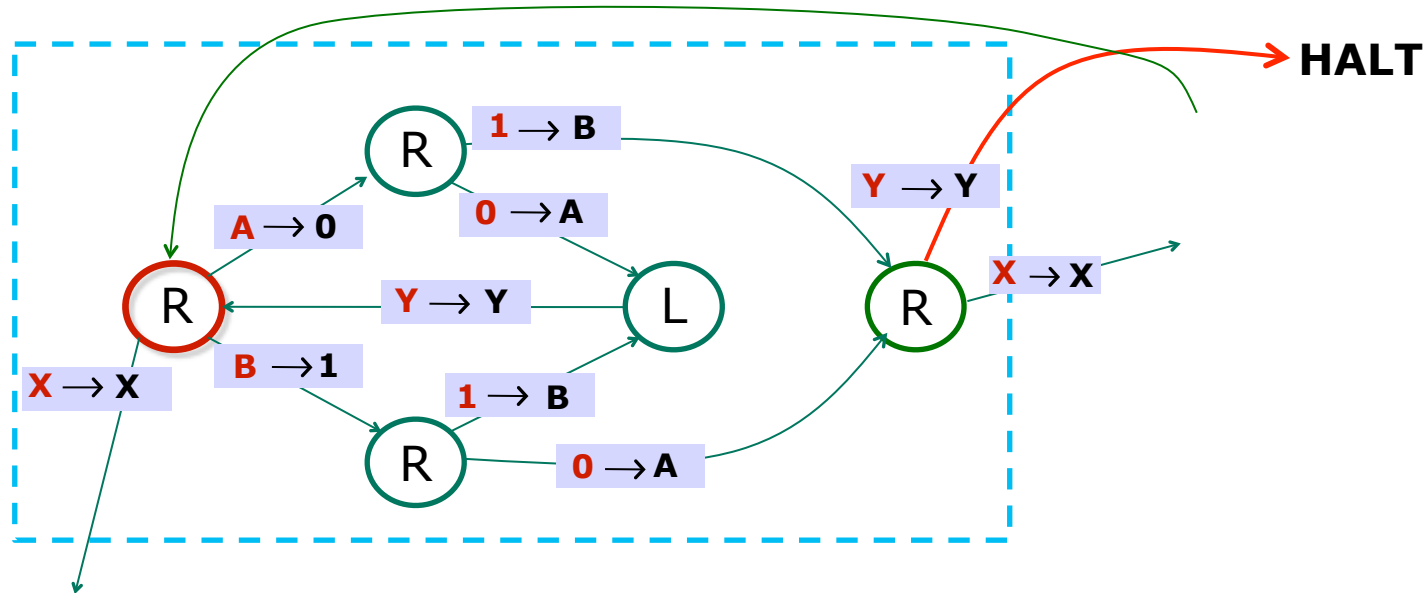 HALT
1 → B
R
Y → Y
0 → A
A → 0
X → X
Y → Y
R
L
R
B → 1
X → X
1 → B
R
0 → A